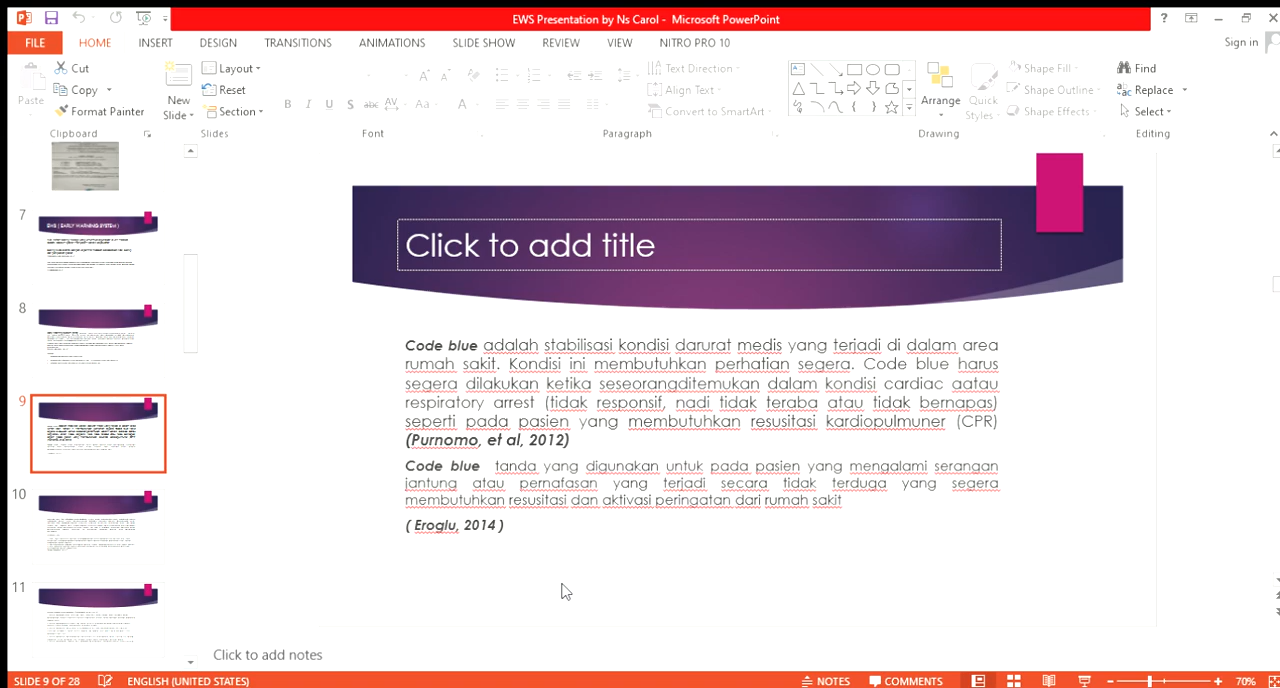 EWS Presentation by Ns Carol - Microsoft PowerPoint
FILE HOME INSERT DESIGN TRANSITIONS ANIMATIONS SLIDE SHOW REVIEW VIEW NITRO PRO 10 Sign in
Paste
Cut
Copy
Format Painter
Clipboard
New Slide
Layout
Reset
Section
Slides
B I U S abc AV Aa A
Font
Text Direction
Align Text
Convert to SmartArt
Paragraph
Arrange
Quick Styles
Shape Fill
Shape Outline
Shape Effects
Drawing
Find
Replace
Select
Editing
7
EWS ( EARLY WARNING SYSTEM )
8
9
10
11
Click to add title
Code blue adalah stabilisasi kondisi darurat medis yang terjadi di dalam area
rumah sakit. Kondisi ini membutuhkan perhatian segera. Code blue harus
segera dilakukan ketika seseorangditemukan dalam kondisi cardiac aatau
respiratory arrest (tidak responsif, nadi tidak teraba atau tidak bernapas)
seperti pada pasien yang membutuhkan resusitasi kardiopulmuner (CPR)
(Purnomo, et al, 2012)
Code blue tanda yang digunakan untuk pada pasien yang mengalami serangan
jantung atau pernafasan yang terjadi secara tidak terduga yang segera
membutuhkan resusitasi dan aktivasi peringatan dari rumah sakit
( Eroglu, 2014 )
Click to add notes
SLIDE 9 OF 28 ENGLISH (UNITED STATES) NOTES COMMENTS 70%